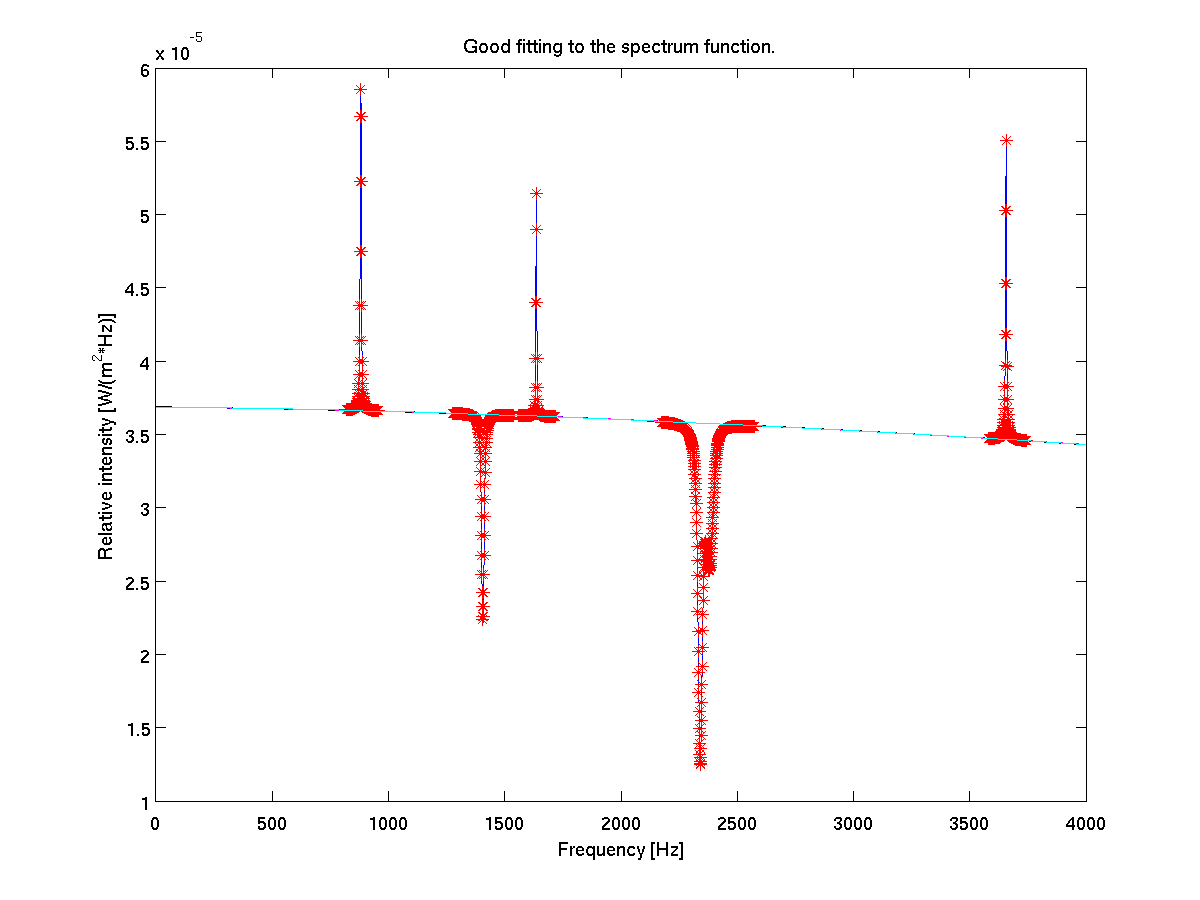 Good fitting to the spectrum function.
x 10^-5
6
5.5
5
4.5
4
3.5
3
2.5
2
1.5
1
Relative intensity [W/(m^2*Hz)]
0 500 1000 1500 2000 2500 3000 3500 4000
Frequency [Hz]